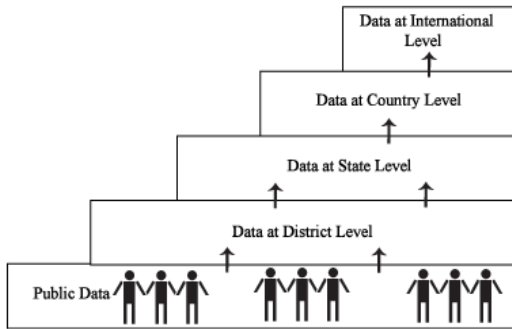 Data at International
Level
Data at Country Level
Data at State Level
Data at District Level
Public Data